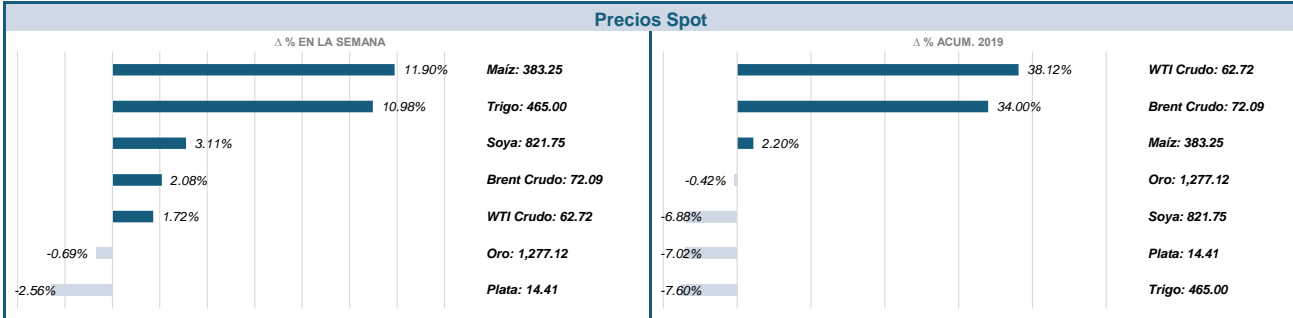 Precios Spot
Δ % EN LA SEMANA
11.90% Maíz: 383.25
10.98% Trigo: 465.00
3.11% Soya: 821.75
2.08% Brent Crudo: 72.09
1.72% WTI Crudo: 62.72
-0.69% Oro: 1,277.12
-2.56% Plata: 14.41
Δ % ACUM. 2019
38.12% WTI Crudo: 62.72
34.00% Brent Crudo: 72.09
2.20% Maíz: 383.25
-0.42% Oro: 1,277.12
-6.88% Soya: 821.75
-7.02% Plata: 14.41
-7.60% Trigo: 465.00